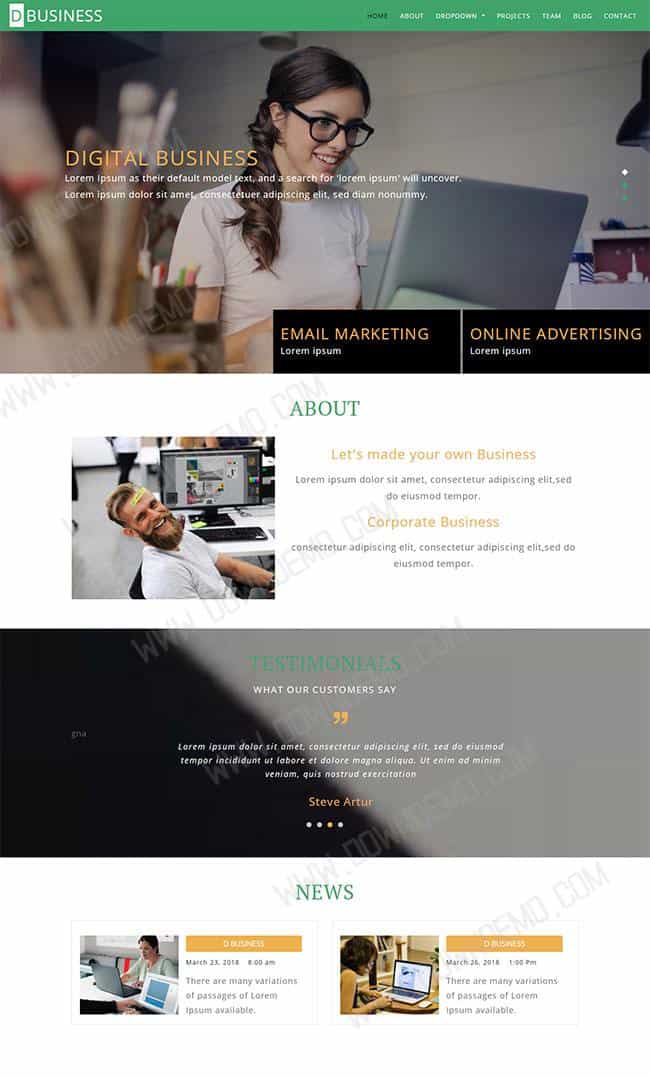 D BUSINESS
HOME ABOUT DROPDOWN PROJECTS TEAM BLOG CONTACT
DIGITAL BUSINESS
Lorem Ipsum as their default model text, and a search for 'lorem ipsum' will uncover.
Lorem ipsum dolor sit amet, consectetuer adipiscing elit, sed diam nonummy.
EMAIL MARKETING
Lorem ipsum
ONLINE ADVERTISING
Lorem ipsum
ABOUT
Let's made your own Business
Lorem ipsum dolor sit amet, consectetur adipiscing elit,sed
do eiusmod tempor.
Corporate Business
consectetur adipiscing elit, consectetur adipiscing elit,sed do
eiusmod tempor.
TESTIMONIALS
WHAT OUR CUSTOMERS SAY
gna
Lorem ipsum dolor sit amet, consectetur adipiscing elit, sed do eiusmod
tempor incididunt ut labore et dolore magna aliqua. Ut enim ad minim
veniam, quis nostrud exercitation
Steve Artur
NEWS
D BUSINESS
March 23, 2018 8:00 am
There are many variations
of passages of Lorem
Ipsum available.
D BUSINESS
March 26, 2018 1:00 Pm
There are many variations
of passages of Lorem
Ipsum available.
WWW.DOWNDEMO.COM